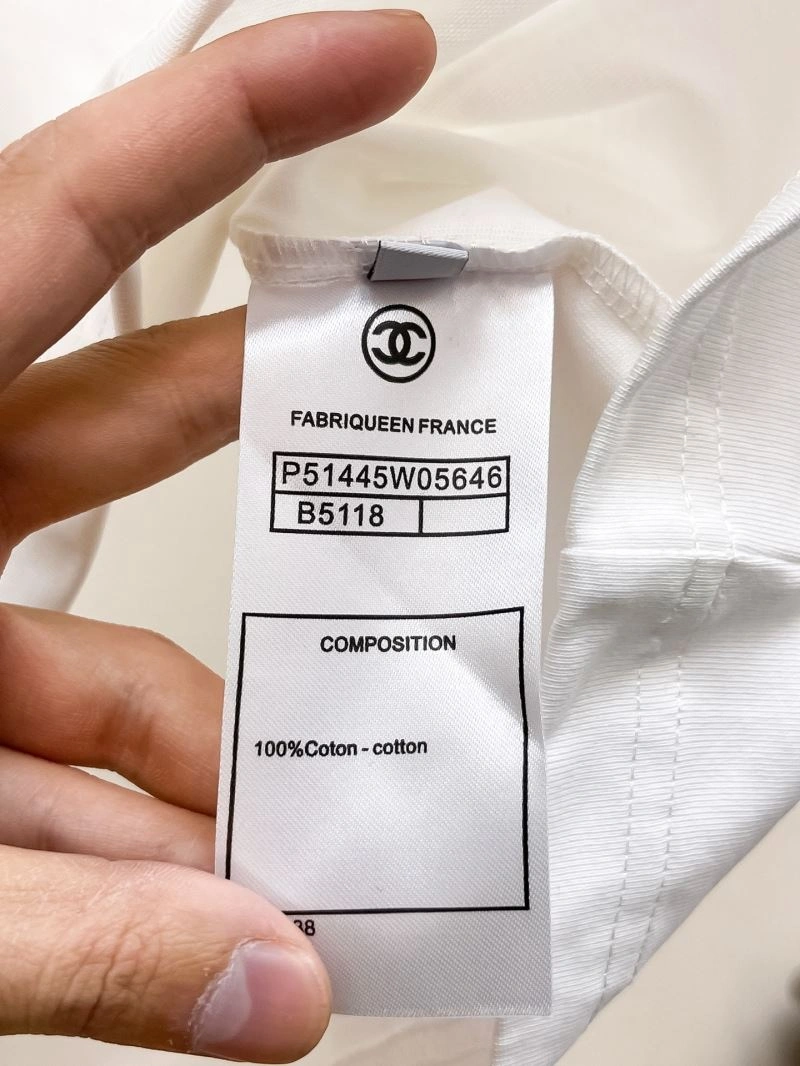 FABRIQUEEN FRANCE
P51445W05646
B5118
COMPOSITION
100%Coton - cotton
38